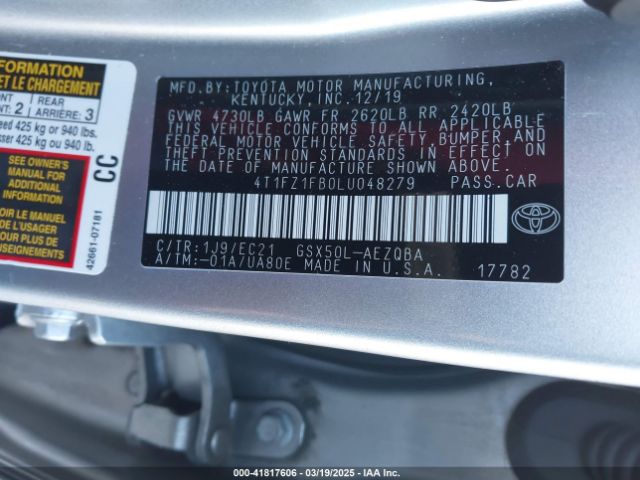 INFORMATION
ET LE CHARGEMENT
2 REAR
ARRIÈRE: 3
425 kg or 940 lbs.
425 kg ou 940 lb.
CC
SEE OWNER'S
MANUAL FOR
ADDITIONAL
INFORMATION
Voir le Manuel
de
pour plus de
renseignements.
42661-07181
MFD.BY:TOYOTA MOTOR MANUFACTURING,
KENTUCKY,INC.12/19
GVWR 4730LB GAWR FR 2620LB RR 2420LB
THIS VEHICLE CONFORMS TO ALL APPLICABLE
FEDERAL MOTOR VEHICLE SAFETY,BUMPER AND
THEFT PREVENTION STANDARDS IN EFFECT ON
THE DATE OF MANUFACTURE SHOWN ABOVE.
4T1FZ1FB0LU048279 PASS.CAR
C/TR:1J9/EC21 GSX50L-AEZQBA
A/TM:-01A/UA80E MADE IN U.S.A. 17782
000-41817606 — 03/19/2025 — IAA Inc.